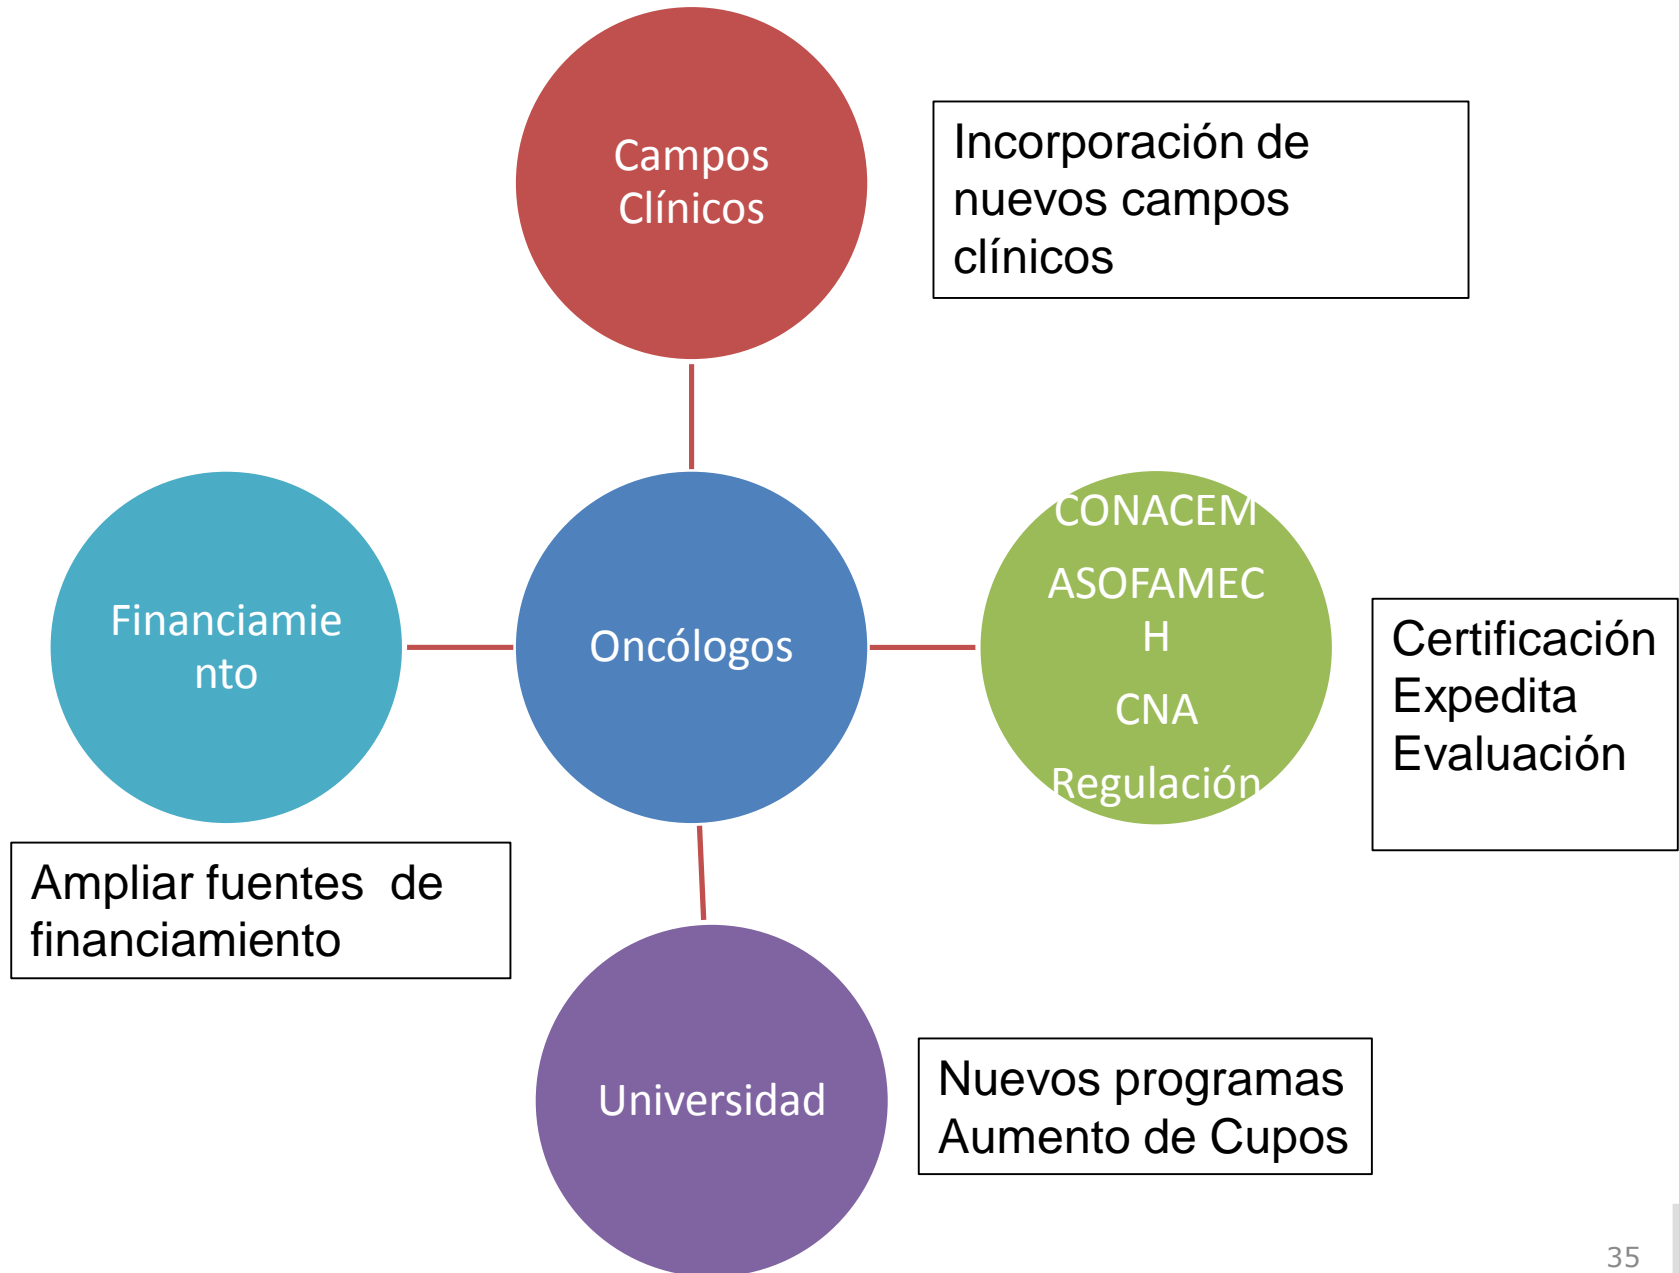 Campos
Clínicos
Incorporación de
nuevos campos
clínicos
Financiamie
nto
Oncólogos
CONACEM
ASOFAMEC
H
CNA
Regulación
Certificación
Expedita
Evaluación
Ampliar fuentes  de
financiamiento
Universidad
Nuevos programas
Aumento de Cupos
35